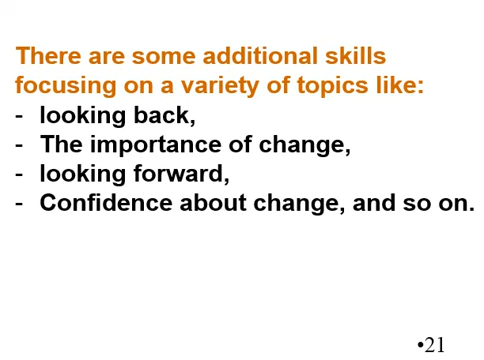 There are some additional skills
focusing on a variety of topics like:
- looking back,
- The importance of change,
- looking forward,
- Confidence about change, and so on.
•21